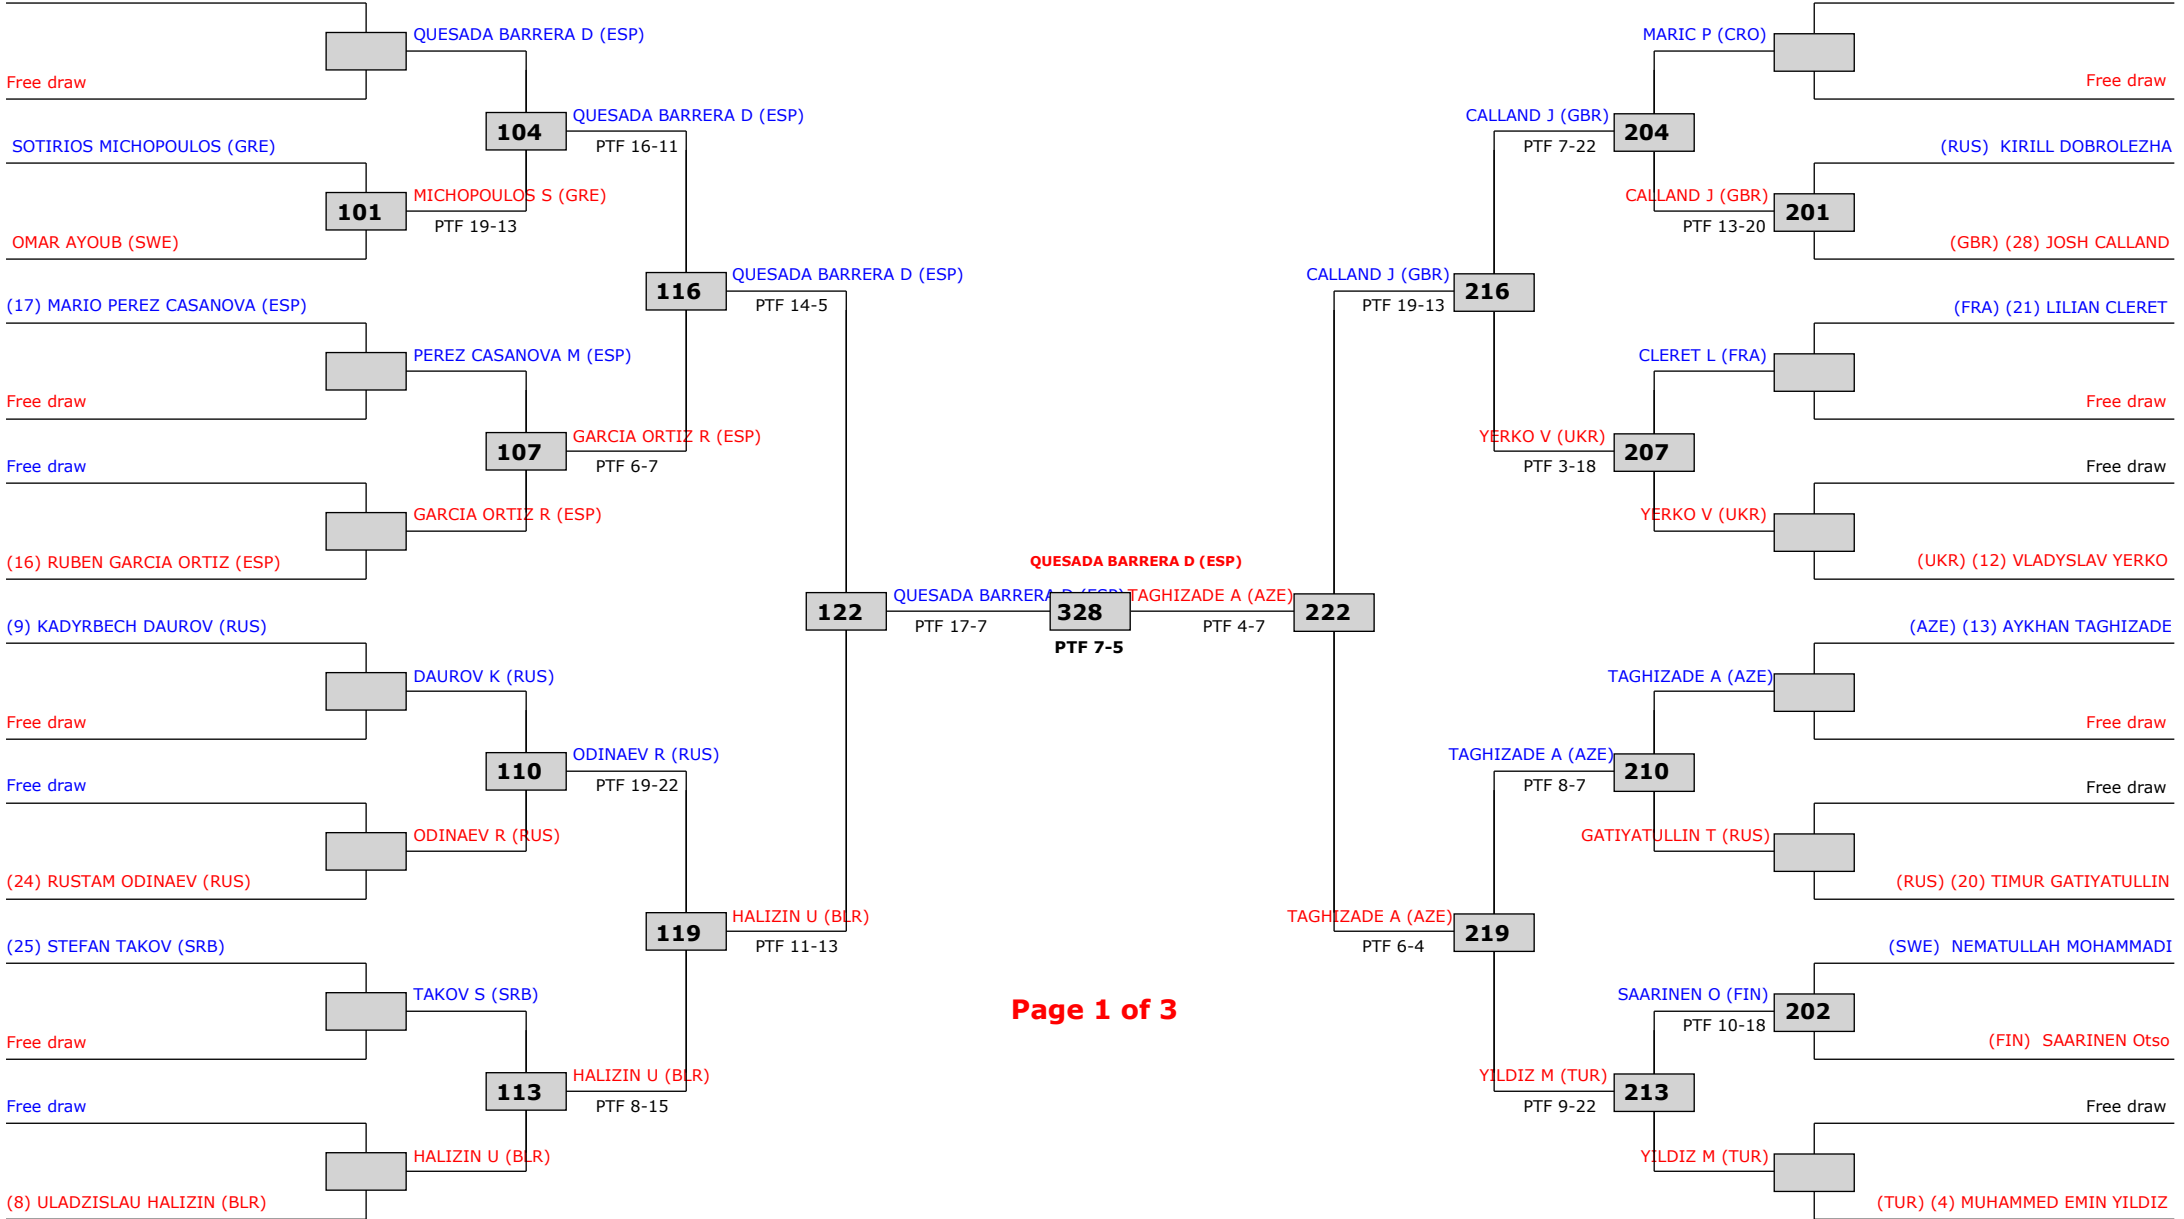 QUESADA BARRERA D (ESP)
Free draw
104
QUESADA BARRERA D (ESP)
PTF 16-11
SOTIRIOS MICHOPOULOS (GRE)
101
MICHOPOULOS S (GRE)
PTF 19-13
OMAR AYOUB (SWE)
116
QUESADA BARRERA D (ESP)
PTF 14-5
(17) MARIO PEREZ CASANOVA (ESP)
PEREZ CASANOVA M (ESP)
Free draw
107
GARCIA ORTIZ R (ESP)
PTF 6-7
Free draw
GARCIA ORTIZ R (ESP)
(16) RUBEN GARCIA ORTIZ (ESP)
122
QUESADA BARRERA D (ESP)
PTF 17-7
(9) KADYRBECH DAUROV (RUS)
DAUROV K (RUS)
Free draw
110
ODINAEV R (RUS)
PTF 19-22
Free draw
ODINAEV R (RUS)
(24) RUSTAM ODINAEV (RUS)
119
HALIZIN U (BLR)
PTF 11-13
(25) STEFAN TAKOV (SRB)
TAKOV S (SRB)
Free draw
113
HALIZIN U (BLR)
PTF 8-15
Free draw
HALIZIN U (BLR)
(8) ULADZISLAU HALIZIN (BLR)
QUESADA BARRERA D (ESP)
328
PTF 7-5
Page 1 of 3
MARIC P (CRO)
Free draw
CALLAND J (GBR)
204
PTF 7-22
(RUS) KIRILL DOBROLEZHA
CALLAND J (GBR)
201
PTF 13-20
(GBR) (28) JOSH CALLAND
CALLAND J (GBR)
216
PTF 19-13
(FRA) (21) LILIAN CLERET
CLERET L (FRA)
Free draw
YERKO V (UKR)
207
PTF 3-18
Free draw
YERKO V (UKR)
(UKR) (12) VLADYSLAV YERKO
TAGHIZADE A (AZE)
222
PTF 4-7
(AZE) (13) AYKHAN TAGHIZADE
TAGHIZADE A (AZE)
Free draw
TAGHIZADE A (AZE)
210
PTF 8-7
Free draw
GATIYATULLIN T (RUS)
(RUS) (20) TIMUR GATIYATULLIN
TAGHIZADE A (AZE)
219
PTF 6-4
(SWE) NEMATULLAH MOHAMMADI
SAARINEN O (FIN)
202
PTF 10-18
(FIN) SAARINEN Otso
YILDIZ M (TUR)
213
PTF 9-22
Free draw
YILDIZ M (TUR)
(TUR) (4) MUHAMMED EMIN YILDIZ